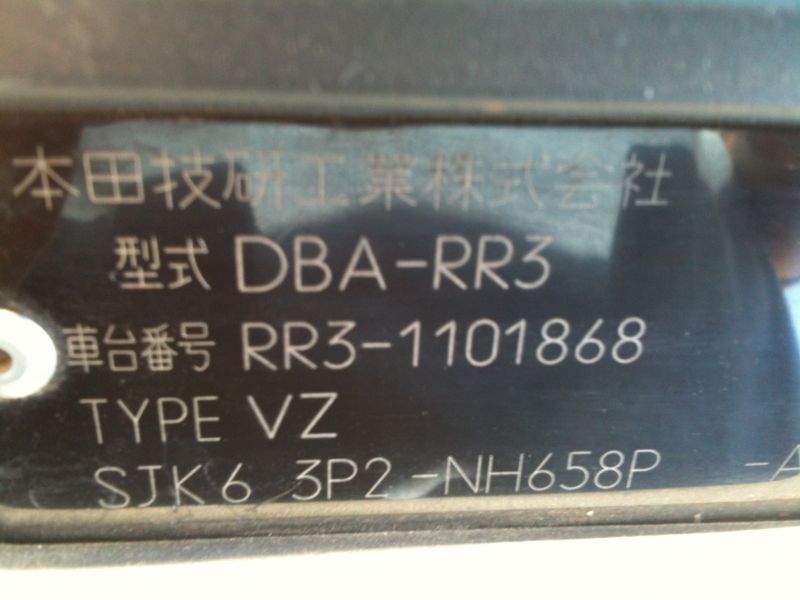 本田技研工業株式会社
型式 DBA-RR3
車台番号 RR3-1101868
TYPE VZ
SJK6 3P2 -NH658P -A